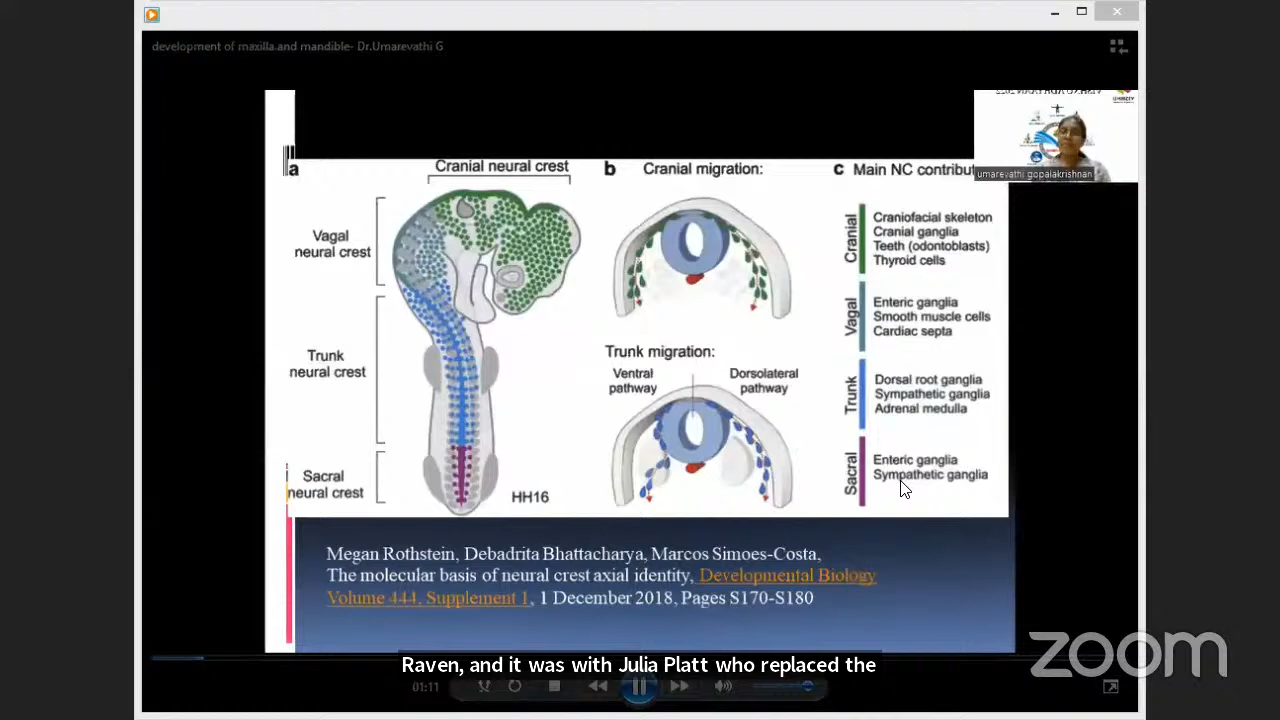 development of maxilla and mandible- Dr.Umarevathi G
umarevathi gopalakrishnan
a
Cranial neural crest
Vagal
neural crest
Trunk
neural crest
Sacral
neural crest
HH16
b
Cranial migration:
Trunk migration:
Ventral
pathway
Dorsolateral
pathway
c
Main NC contribut
Cranial
Craniofacial skeleton
Cranial ganglia
Teeth (odontoblasts)
Thyroid cells
Vagal
Enteric ganglia
Smooth muscle cells
Cardiac septa
Trunk
Dorsal root ganglia
Sympathetic ganglia
Adrenal medulla
Sacral
Enteric ganglia
Sympathetic ganglia
Megan Rothstein, Debadrita Bhattacharya, Marcos Simoes-Costa,
The molecular basis of neural crest axial identity, Developmental Biology
Volume 444, Supplement 1, 1 December 2018, Pages S170-S180
Raven, and it was with Julia Platt who replaced the
01:11
zoom